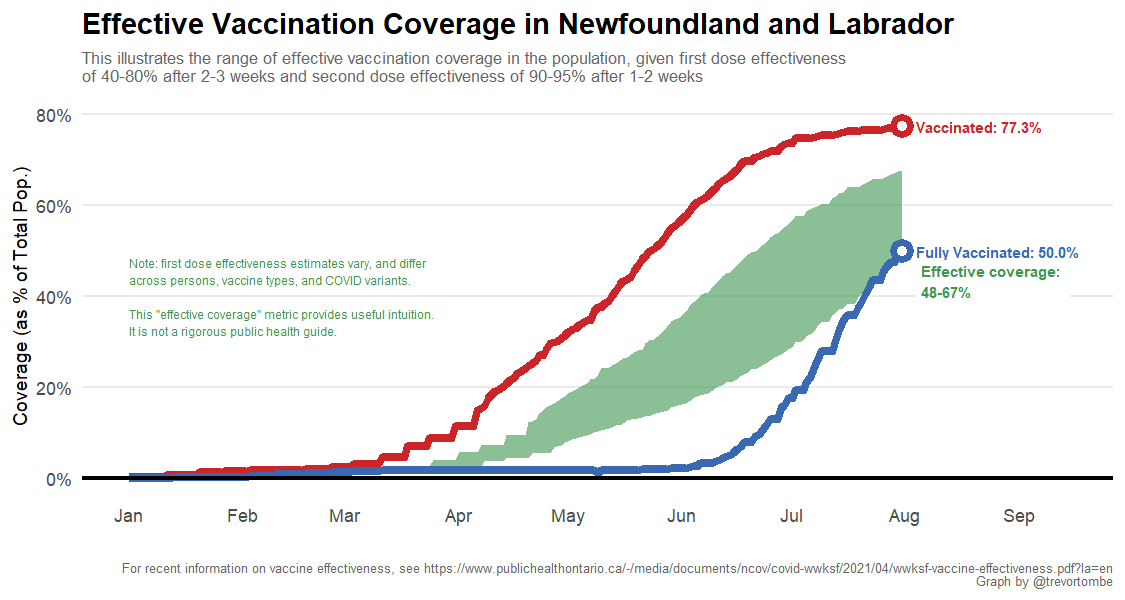 Effective Vaccination Coverage in Newfoundland and Labrador
This illustrates the range of effective vaccination coverage in the population, given first dose effectiveness
of 40-80% after 2-3 weeks and second dose effectiveness of 90-95% after 1-2 weeks
Coverage (as % of Total Pop.)
80%
60%
40%
20%
0%
Vaccinated: 77.3%
Fully Vaccinated: 50.0%
Effective coverage:
48-67%
Note: first dose effectiveness estimates vary, and differ
across persons, vaccine types, and COVID variants.
This "effective coverage" metric provides useful intuition.
It is not a rigorous public health guide.
Jan Feb Mar Apr May Jun Jul Aug Sep
For recent information on vaccine effectiveness, see https://www.publichealthontario.ca/-/media/documents/ncov/covid-wwksf/2021/04/wwksf-vaccine-effectiveness.pdf?la=en
Graph by @trevortombe